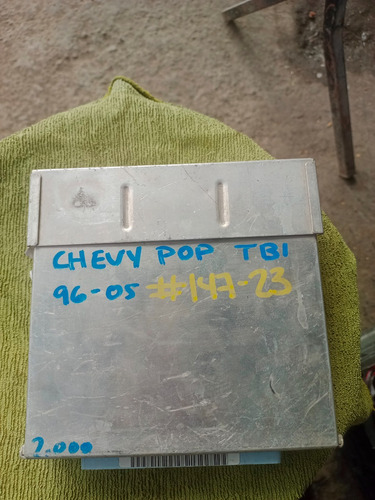 CHEVY POP TBI
96-05 #147-23
2.000